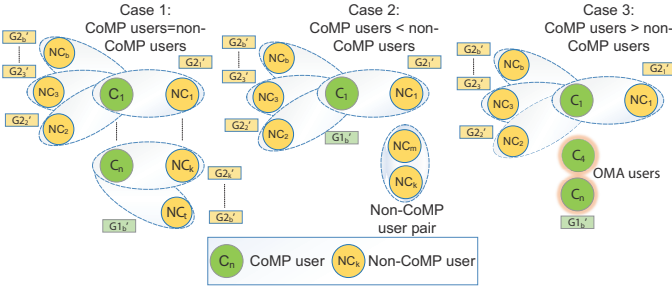 Case 1:
CoMP users=non-
CoMP users
G2b'
G23'
G22'
NCb
NC3
NC2
C1
NC1
G21'
Cn
NCk
NCt
G2k'
G2b'
G1b'
Case 2:
CoMP users < non-
CoMP users
G2b'
G23'
G22'
NCb
NC3
NC2
C1
NC1
G21'
G1b'
NCm
NCk
Non-CoMP
user pair
Case 3:
CoMP users > non-
CoMP users
G2b'
G23'
G22'
NCb
NC3
NC2
C1
NC1
G21'
C4
Cn
OMA users
G1b'
Cn CoMP user
NCk Non-CoMP user